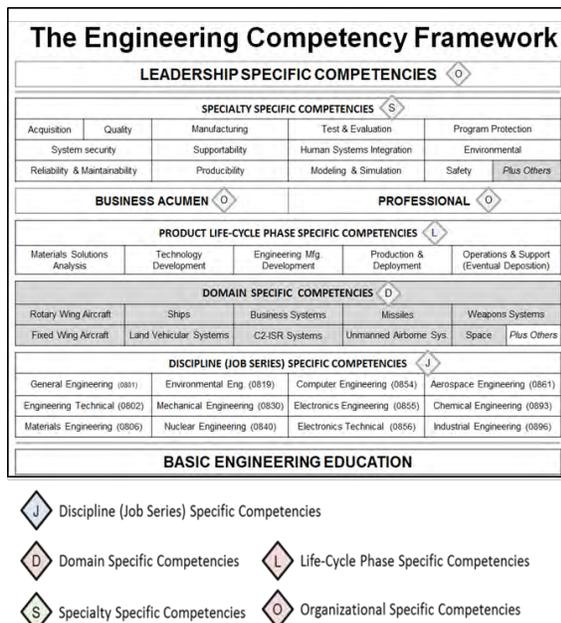 The Engineering Competency Framework
LEADERSHIP SPECIFIC COMPETENCIES O
SPECIALTY SPECIFIC COMPETENCIES S
Acquisition Quality Manufacturing Test & Evaluation Program Protection
System security Supportability Human Systems Integration Environmental
Reliability & Maintainability Producibility Modeling & Simulation Safety Plus Others
BUSINESS ACUMEN O PROFESSIONAL O
PRODUCT LIFE-CYCLE PHASE SPECIFIC COMPETENCIES L
Materials Solutions Technology Engineering Mfg. Production & Operations & Support
Analysis Development Development Deployment (Eventual Deposition)
DOMAIN SPECIFIC COMPETENCIES D
Rotary Wing Aircraft Ships Business Systems Missiles Weapons Systems
Fixed Wing Aircraft Land Vehicular Systems C2-ISR Systems Unmanned Airborne Sys. Space Plus Others
DISCIPLINE (JOB SERIES) SPECIFIC COMPETENCIES J
General Engineering (0801) Environmental Eng. (0819) Computer Engineering (0854) Aerospace Engineering (0861)
Engineering Technical (0802) Mechanical Engineering (0830) Electronics Engineering (0855) Chemical Engineering (0893)
Materials Engineering (0806) Nuclear Engineering (0840) Electronics Technical (0856) Industrial Engineering (0896)
BASIC ENGINEERING EDUCATION
J Discipline (Job Series) Specific Competencies
D Domain Specific Competencies L Life-Cycle Phase Specific Competencies
S Specialty Specific Competencies O Organizational Specific Competencies